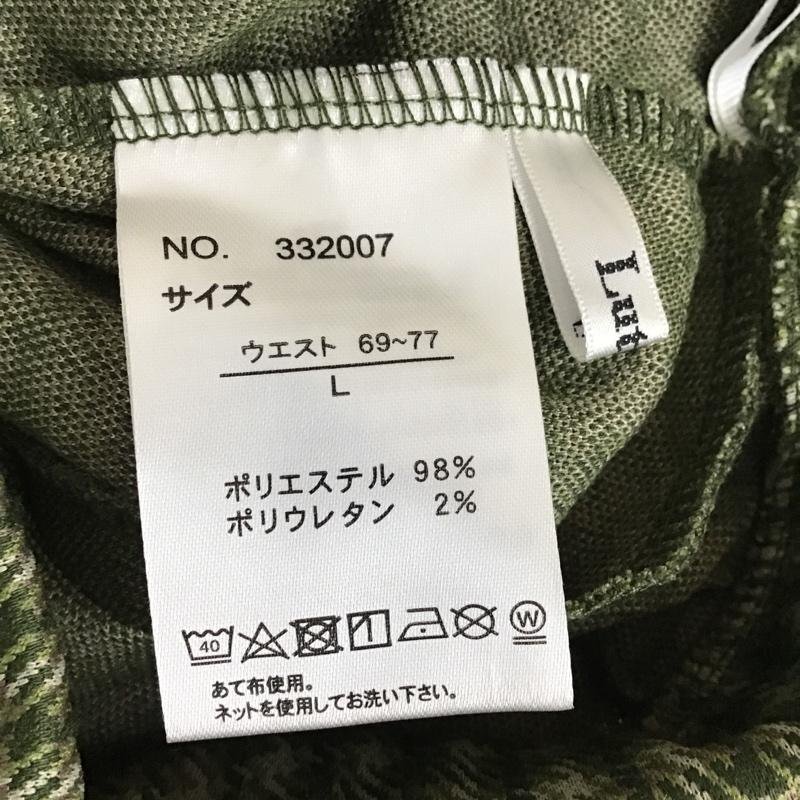 NO. 332007
サイズ
ウエスト 69~77
L
ポリエステル 98%
ポリウレタン 2%
40 W
あて布使用。
ネットを使用してお洗い下さい。